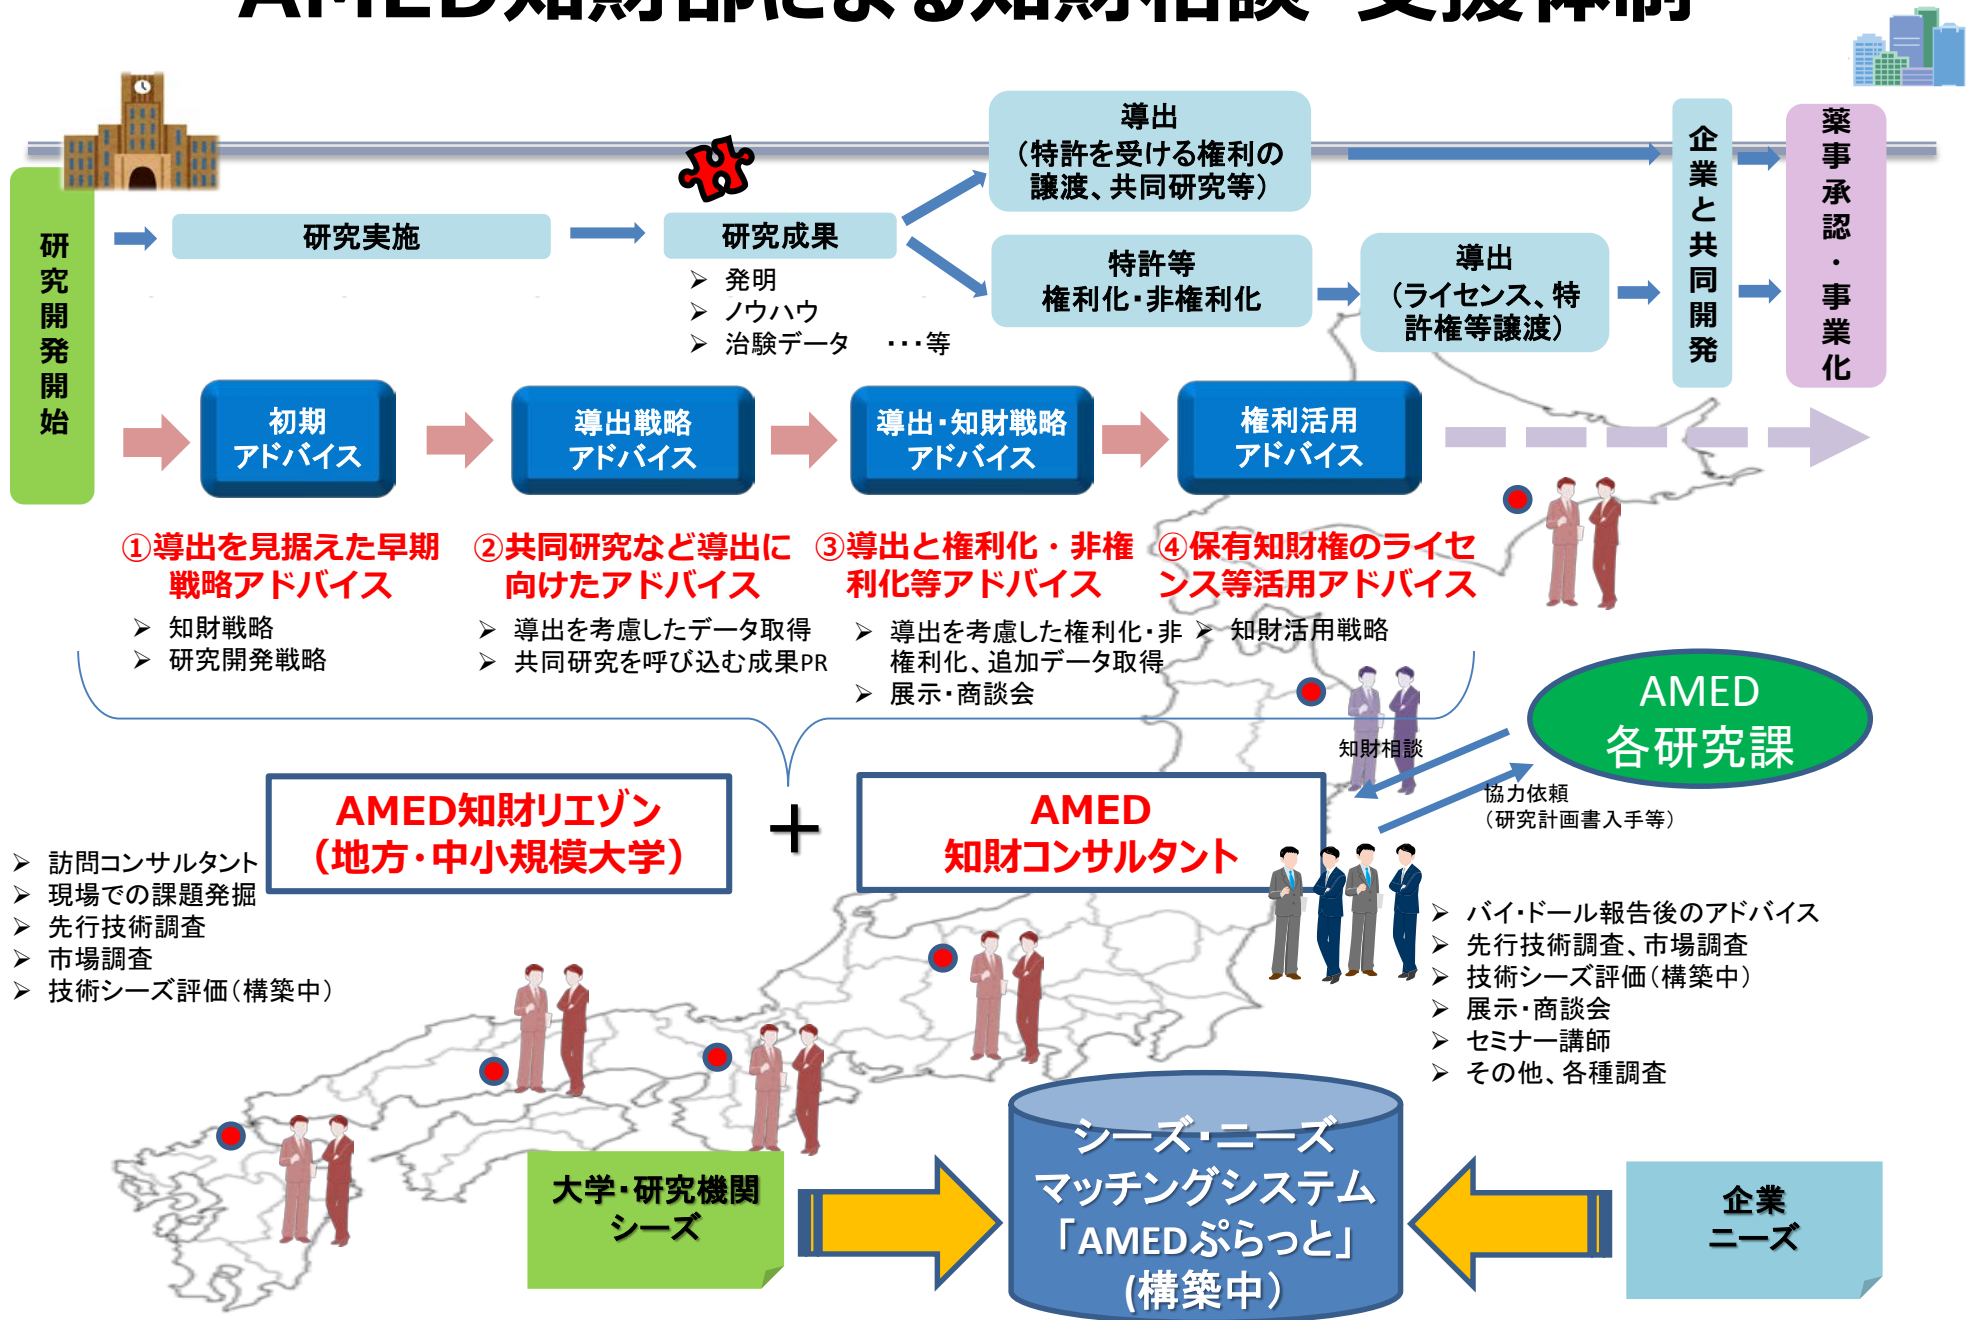 AMED知財部による知財相談・支援体制
研
究
開
発
開
始
研究実施
研究成果
➢ 発明
➢ ノウハウ
➢ 治験データ ・・・等
導出
（特許を受ける権利の
譲渡、共同研究等）
特許等
権利化・非権利化
導出
（ライセンス、特
許権等譲渡）
企
業
と
共
同
開
発
薬
事
承
認
・
事
業
化
初期
アドバイス
導出戦略
アドバイス
導出・知財戦略
アドバイス
権利活用
アドバイス
①導出を見据えた早期
戦略アドバイス
➢ 知財戦略
➢ 研究開発戦略
②共同研究など導出に
向けたアドバイス
➢ 導出を考慮したデータ取得
➢ 共同研究を呼び込む成果PR
③導出と権利化・非権
利化等アドバイス
➢ 導出を考慮した権利化・非
権利化、追加データ取得
➢ 展示・商談会
④保有知財権のライセ
ンス等活用アドバイス
➢ 知財活用戦略
AMED
各研究課
知財相談
協力依頼
（研究計画書入手等）
AMED知財リエゾン
（地方・中小規模大学）
＋
AMED
知財コンサルタント
➢ 訪問コンサルタント
➢ 現場での課題発掘
➢ 先行技術調査
➢ 市場調査
➢ 技術シーズ評価（構築中）
➢ バイ・ドール報告後のアドバイス
➢ 先行技術調査、市場調査
➢ 技術シーズ評価（構築中）
➢ 展示・商談会
➢ セミナー講師
➢ その他、各種調査
大学・研究機関
シーズ
シーズ・ニーズ
マッチングシステム
「AMEDぷらっと」
(構築中）
企業
ニーズ